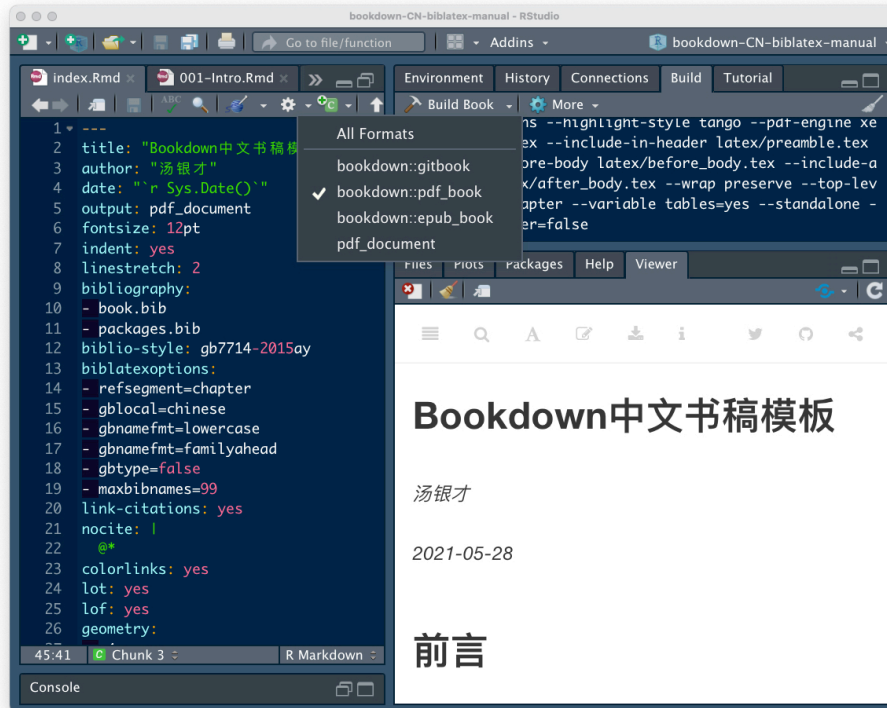 bookdown-CN-biblatex-manual - RStudio
Go to file/function
Addins
R
bookdown-CN-biblatex-manual
index.Rmd
001-Intro.Rmd
ABC
1 ---
2 title: "Bookdown中文书稿模
3 author: "汤银才"
4 date: "`r Sys.Date()`"
5 output: pdf_document
6 fontsize: 12pt
7 indent: yes
8 linestretch: 2
9 bibliography:
10 - book.bib
11 - packages.bib
12 biblio-style: gb7714-2015ay
13 biblatexoptions:
14 - refsegment=chapter
15 - gblocal=chinese
16 - gbnamefmt=lowercase
17 - gbnamefmt=familyahead
18 - gbtype=false
19 - maxbibnames=99
20 link-citations: yes
21 nocite: |
22 @*
23 colorlinks: yes
24 lot: yes
25 lof: yes
26 geometry:
45:41
C Chunk 3
R Markdown
Console
All Formats
bookdown::gitbook
bookdown::pdf_book
bookdown::epub_book
pdf_document
Environment
History
Connections
Build
Tutorial
Build Book
More
ns --highlight-style tango --pdf-engine xe
ex --include-in-header latex/preamble.tex
ore-body latex/before_body.tex --include-a
x/after_body.tex --wrap preserve --top-lev
apter --variable tables=yes --standalone -
er=false
Files
Plots
Packages
Help
Viewer
A
i
Bookdown中文书稿模板
汤银才
2021-05-28
前言